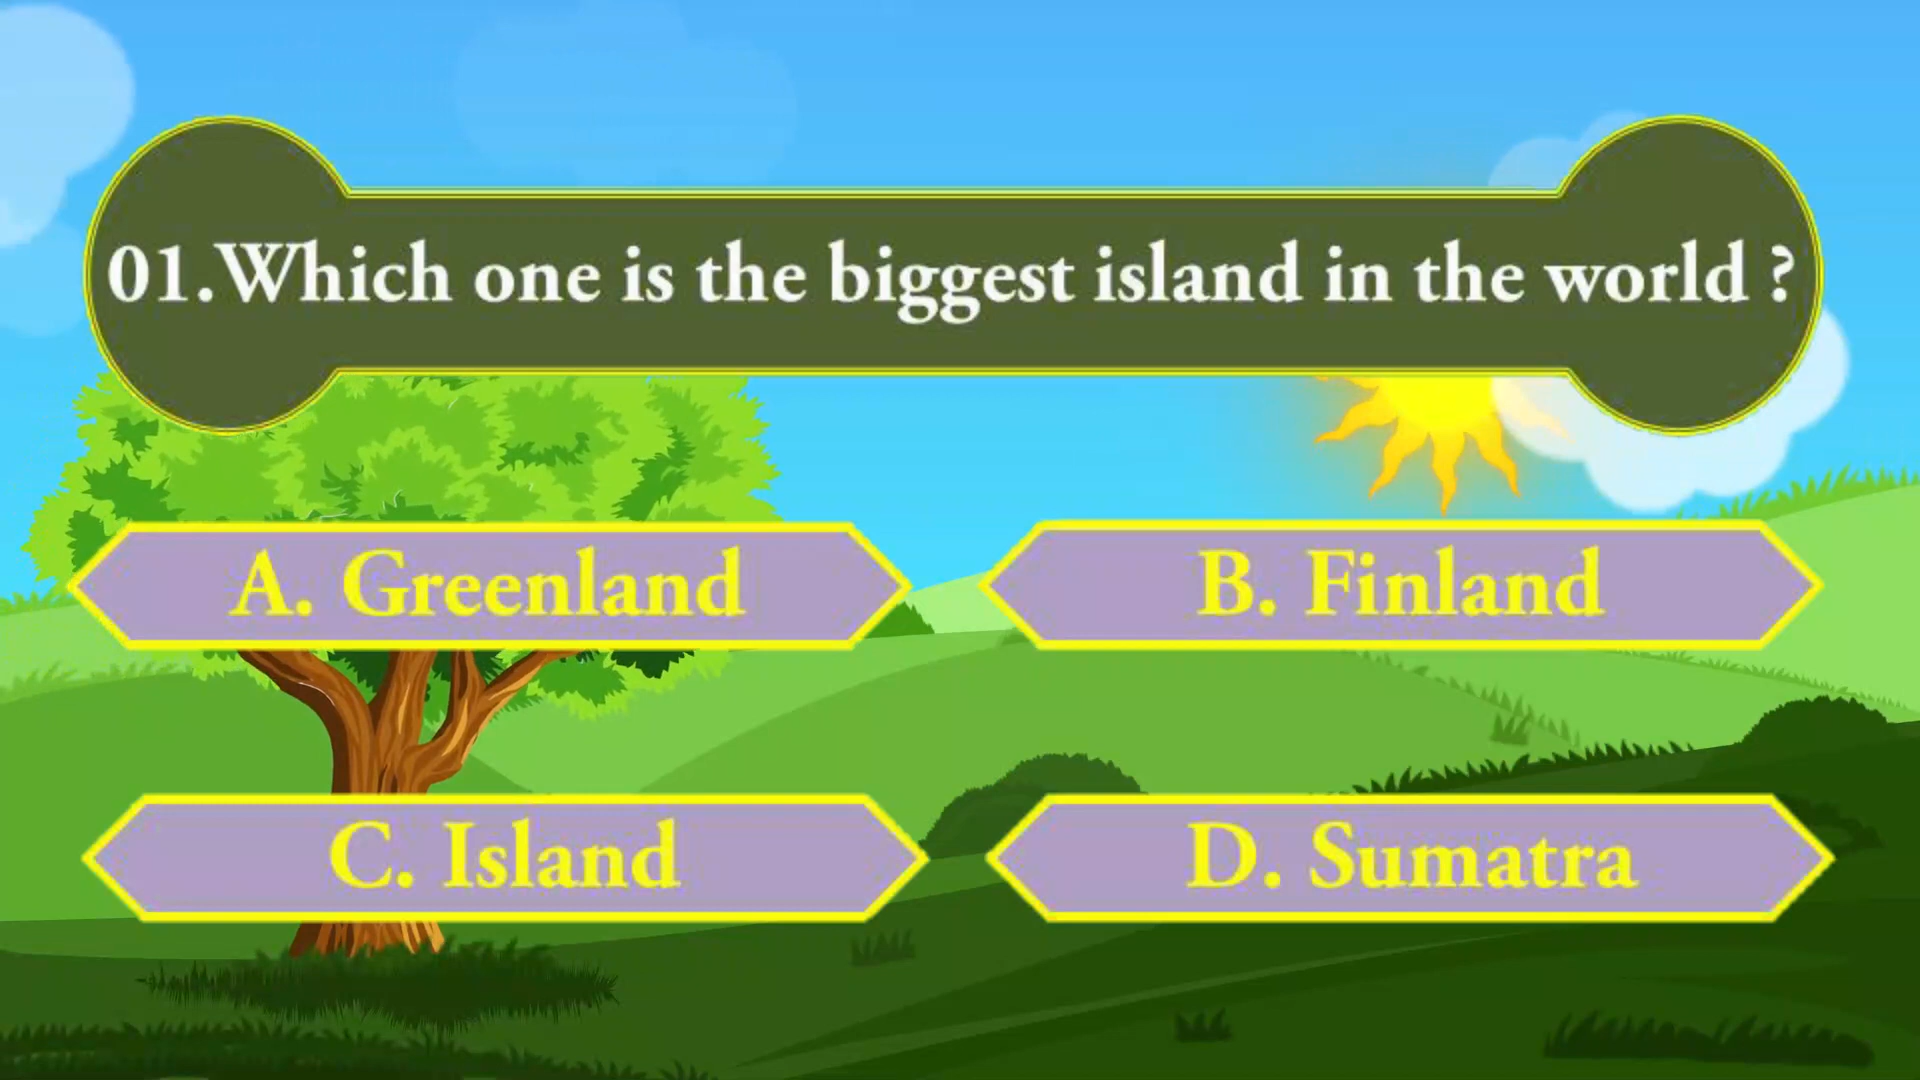 01.Which one is the biggest island in the world ?
A. Greenland
B. Finland
C. Island
D. Sumatra